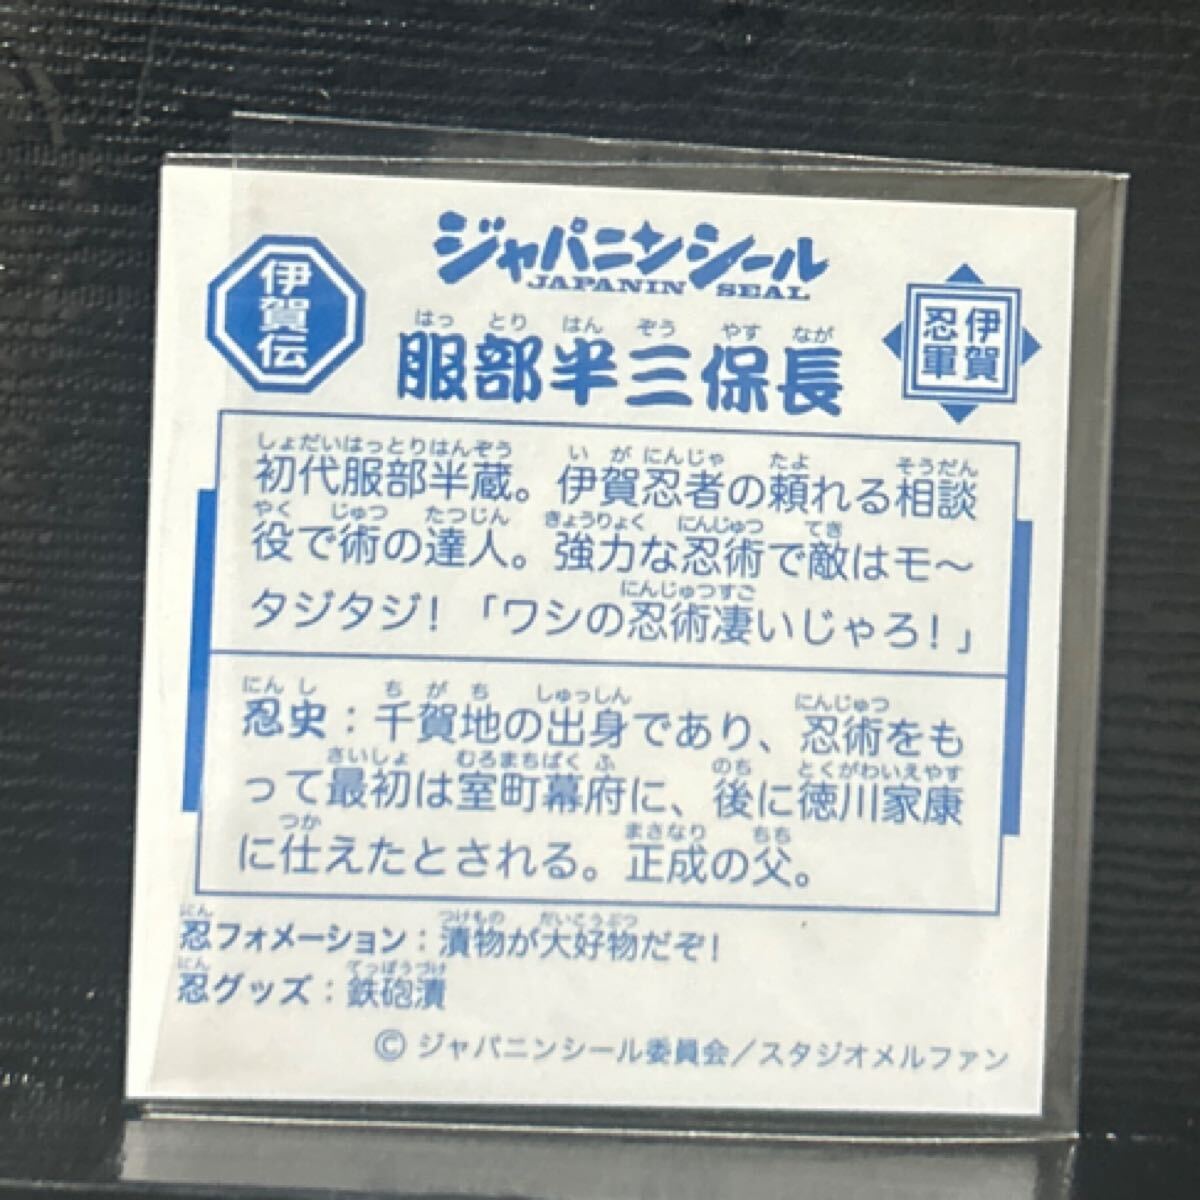 ジャパニンシール
JAPANIN SEAL
伊賀伝
はっとりはんぞうやすなが
服部半三保長
伊賀
忍軍
しょだいはっとりはんぞう いがにんじゃ たよ そうだん
初代服部半蔵。伊賀忍者の頼れる相談
やく じゅつ たつじん きょうりょく にんじゅつ てき
役で術の達人。強力な忍術で敵はモ〜
にんじゅつすご
タジタジ!「ワシの忍術凄いじゃろ!」
にんし ちがち しゅっしん にんじゅつ
忍史:千賀地の出身であり、忍術をも
さいしょ むろまちばくふ のち とくがわいえやす
って最初は室町幕府に、後に徳川家康
つか まさなり ちち
に仕えたとされる。正成の父。
にん つけもの だいこうぶつ
忍フォメーション:漬物が大好物だぞ!
にん てっぽうづけ
忍グッズ:鉄砲漬
© ジャパニンシール委員会/スタジオメルファン